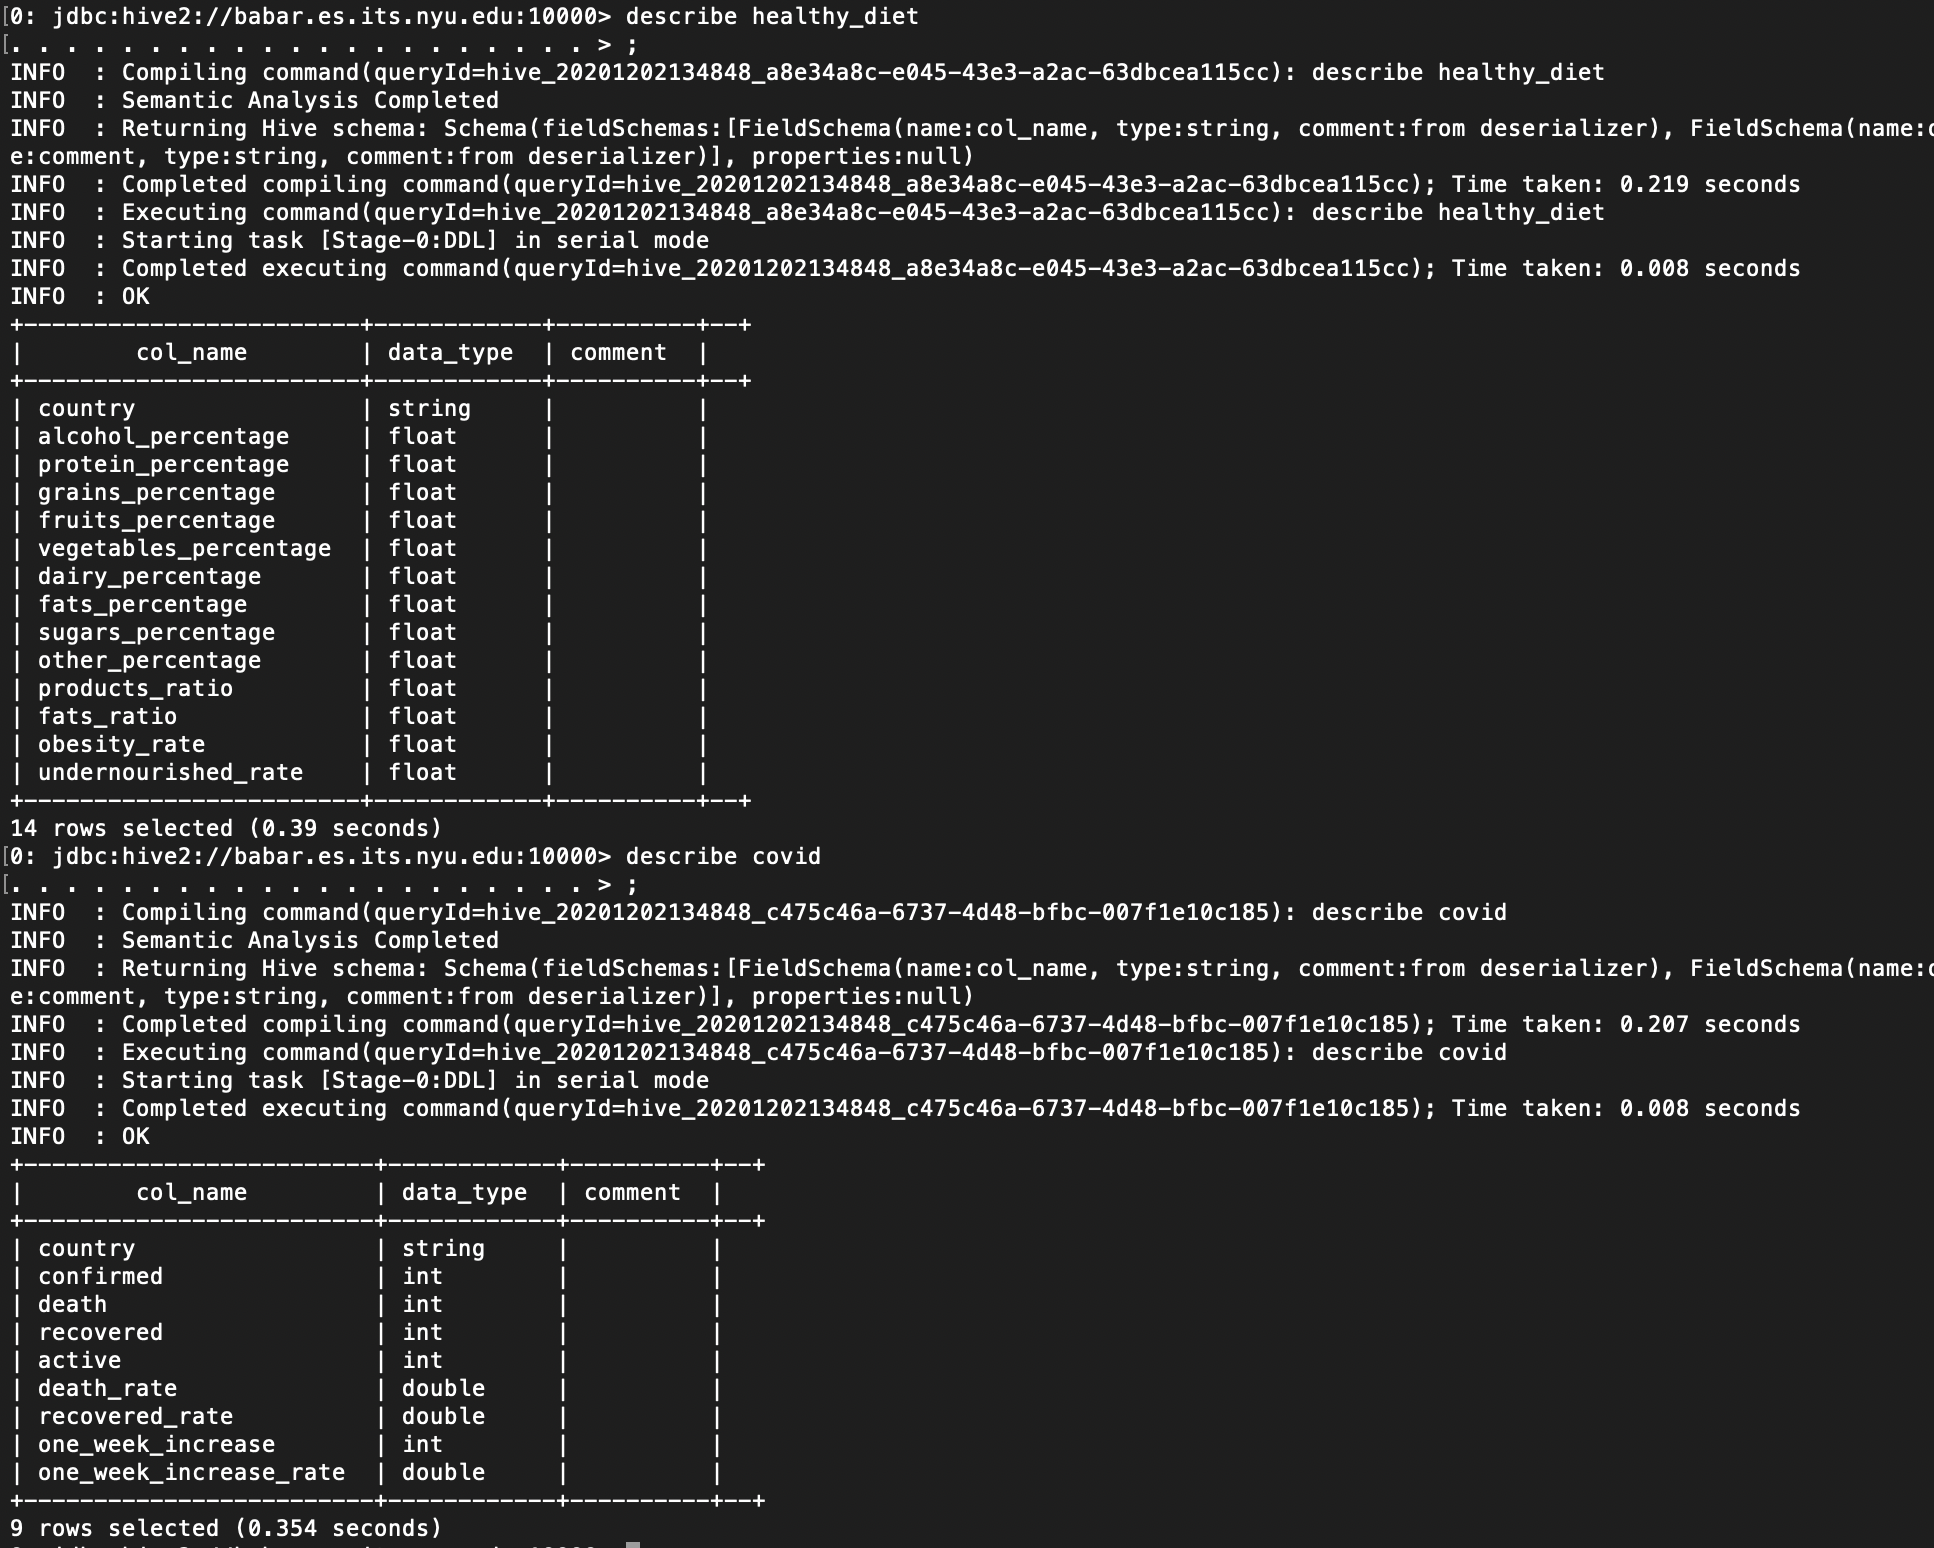 [0: jdbc:hive2://babar.es.its.nyu.edu:10000> describe healthy_diet
[. . . . . . . . . . . . . . . . . . . . . > ;
INFO  : Compiling command(queryId=hive_20201202134848_a8e34a8c-e045-43e3-a2ac-63dbcea115cc): describe healthy_diet
INFO  : Semantic Analysis Completed
INFO  : Returning Hive schema: Schema(fieldSchemas:[FieldSchema(name:col_name, type:string, comment:from deserializer), FieldSchema(name:
e:comment, type:string, comment:from deserializer)], properties:null)
INFO  : Completed compiling command(queryId=hive_20201202134848_a8e34a8c-e045-43e3-a2ac-63dbcea115cc); Time taken: 0.219 seconds
INFO  : Executing command(queryId=hive_20201202134848_a8e34a8c-e045-43e3-a2ac-63dbcea115cc): describe healthy_diet
INFO  : Starting task [Stage-0:DDL] in serial mode
INFO  : Completed executing command(queryId=hive_20201202134848_a8e34a8c-e045-43e3-a2ac-63dbcea115cc); Time taken: 0.008 seconds
INFO  : OK
+------------------------+------------+----------+--+
|        col_name        | data_type  | comment  |
+------------------------+------------+----------+--+
| country                | string     |          |
| alcohol_percentage     | float      |          |
| protein_percentage     | float      |          |
| grains_percentage      | float      |          |
| fruits_percentage      | float      |          |
| vegetables_percentage  | float      |          |
| dairy_percentage       | float      |          |
| fats_percentage        | float      |          |
| sugars_percentage      | float      |          |
| other_percentage       | float      |          |
| products_ratio         | float      |          |
| fats_ratio             | float      |          |
| obesity_rate           | float      |          |
| undernourished_rate    | float      |          |
+------------------------+------------+----------+--+
14 rows selected (0.39 seconds)
[0: jdbc:hive2://babar.es.its.nyu.edu:10000> describe covid
[. . . . . . . . . . . . . . . . . . . . . > ;
INFO  : Compiling command(queryId=hive_20201202134848_c475c46a-6737-4d48-bfbc-007f1e10c185): describe covid
INFO  : Semantic Analysis Completed
INFO  : Returning Hive schema: Schema(fieldSchemas:[FieldSchema(name:col_name, type:string, comment:from deserializer), FieldSchema(name:
e:comment, type:string, comment:from deserializer)], properties:null)
INFO  : Completed compiling command(queryId=hive_20201202134848_c475c46a-6737-4d48-bfbc-007f1e10c185); Time taken: 0.207 seconds
INFO  : Executing command(queryId=hive_20201202134848_c475c46a-6737-4d48-bfbc-007f1e10c185): describe covid
INFO  : Starting task [Stage-0:DDL] in serial mode
INFO  : Completed executing command(queryId=hive_20201202134848_c475c46a-6737-4d48-bfbc-007f1e10c185); Time taken: 0.008 seconds
INFO  : OK
+-------------------------+------------+----------+--+
|        col_name         | data_type  | comment  |
+-------------------------+------------+----------+--+
| country                 | string     |          |
| confirmed               | int        |          |
| death                   | int        |          |
| recovered               | int        |          |
| active                  | int        |          |
| death_rate              | double     |          |
| recovered_rate          | double     |          |
| one_week_increase       | int        |          |
| one_week_increase_rate  | double     |          |
+-------------------------+------------+----------+--+
9 rows selected (0.354 seconds)